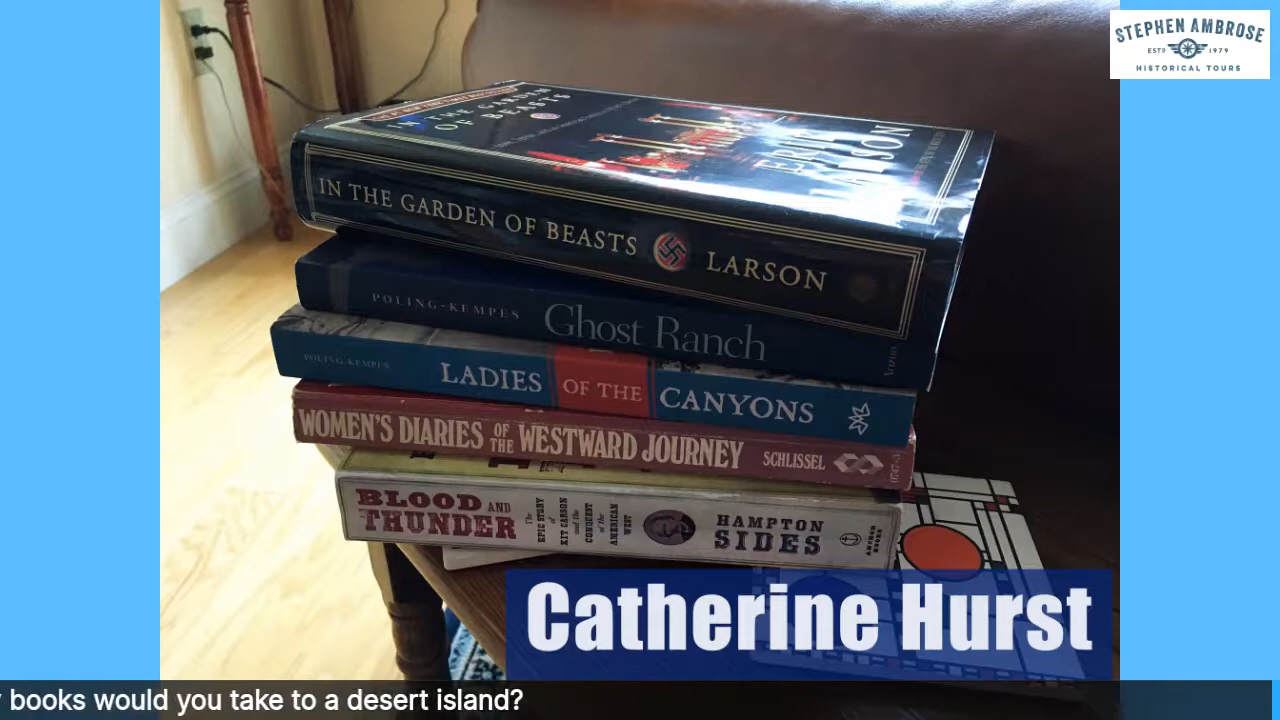 STEPHEN AMBROSE
ESTD 1979
HISTORICAL TOURS
IN THE GARDEN
OF BEASTS
ERIK
LARSON
IN THE GARDEN OF BEASTS LARSON
POLING-KEMPES Ghost Ranch
POLING-KEMPES LADIES OF THE CANYONS
WOMEN'S DIARIES OF THE WESTWARD JOURNEY SCHLISSEL
BLOOD AND THUNDER The EPIC STORY of KIT CARSON and the CONQUEST of the AMERICAN WEST HAMPTON SIDES ANCHOR BOOKS
Catherine Hurst
books would you take to a desert island?